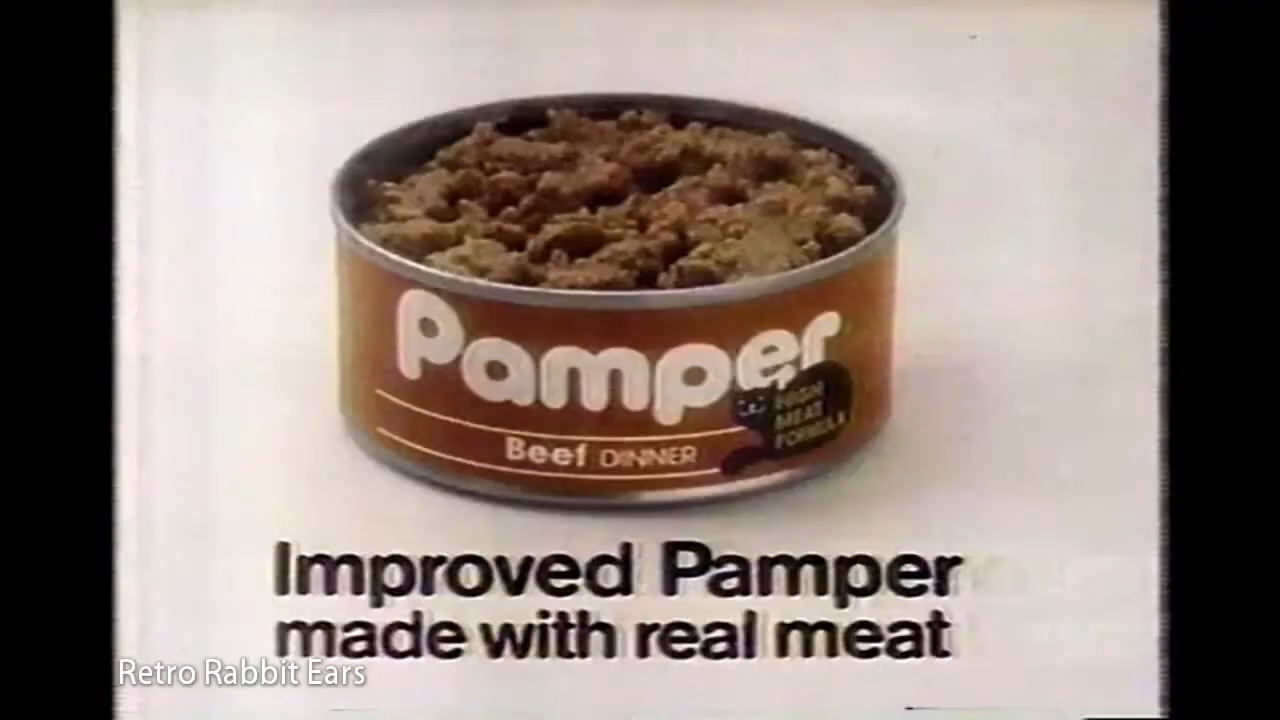 Pamper
HIGH
MEAT
FORMULA
Beef DINNER
Improved Pamper
made with real meat
Retro Rabbit Ears